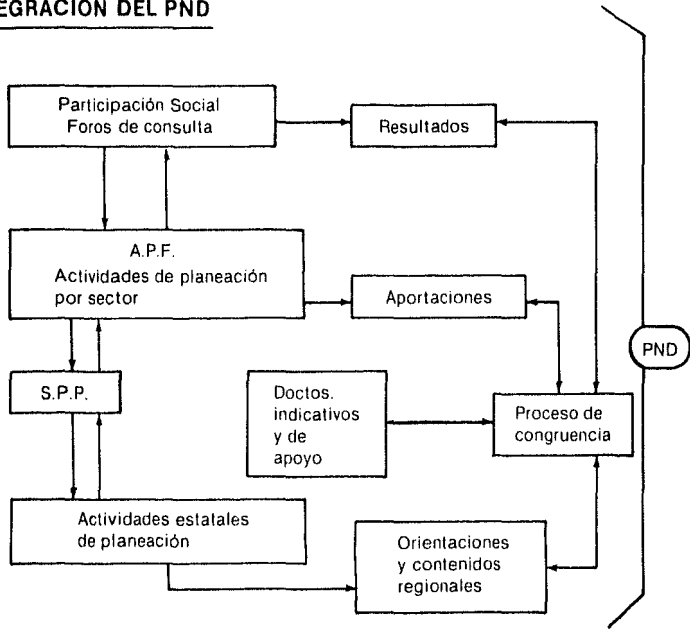 EGRACION DEL PND
Participación Social
Foros de consulta
Resultados
A.P.F.
Actividades de planeación
por sector
Aportaciones
PND
S.P.P.
Doctos.
indicativos
y de
apoyo
Proceso de
congruencia
Actividades estatales
de planeación
Orientaciones
y contenidos
regionales